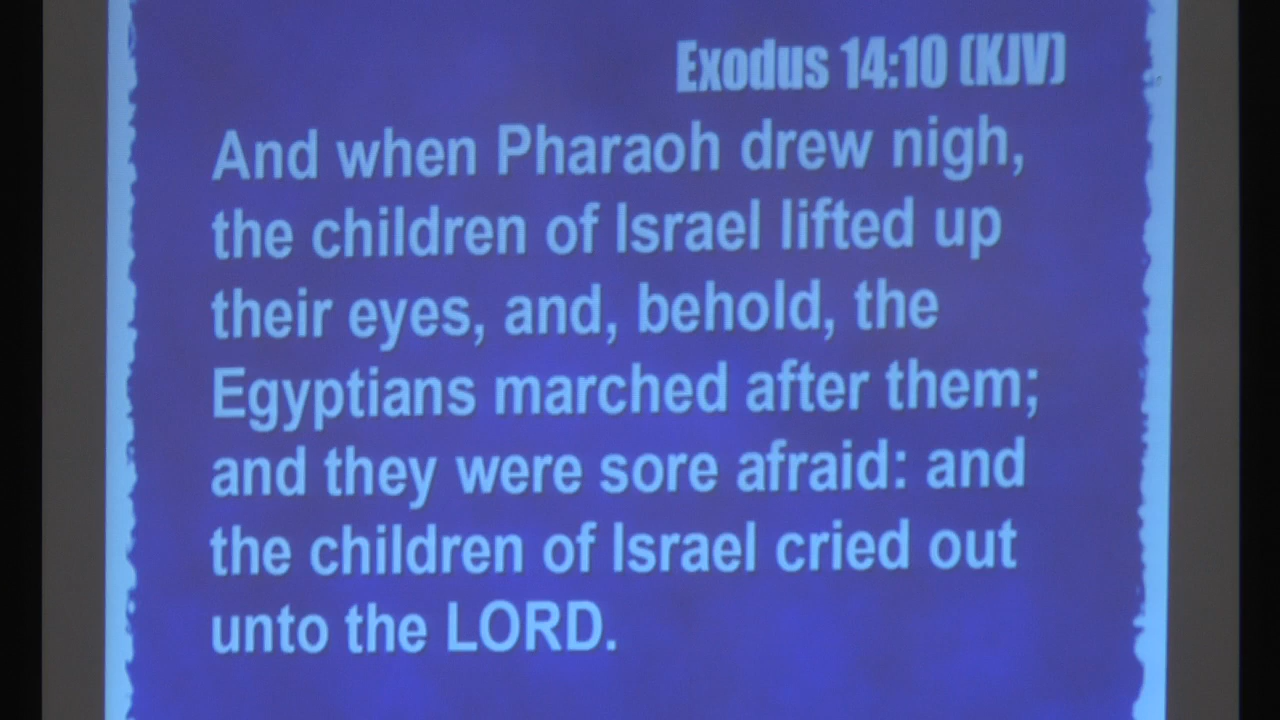 Exodus 14:10 (KJV)
And when Pharaoh drew nigh,
the children of Israel lifted up
their eyes, and, behold, the
Egyptians marched after them;
and they were sore afraid: and
the children of Israel cried out
unto the LORD.